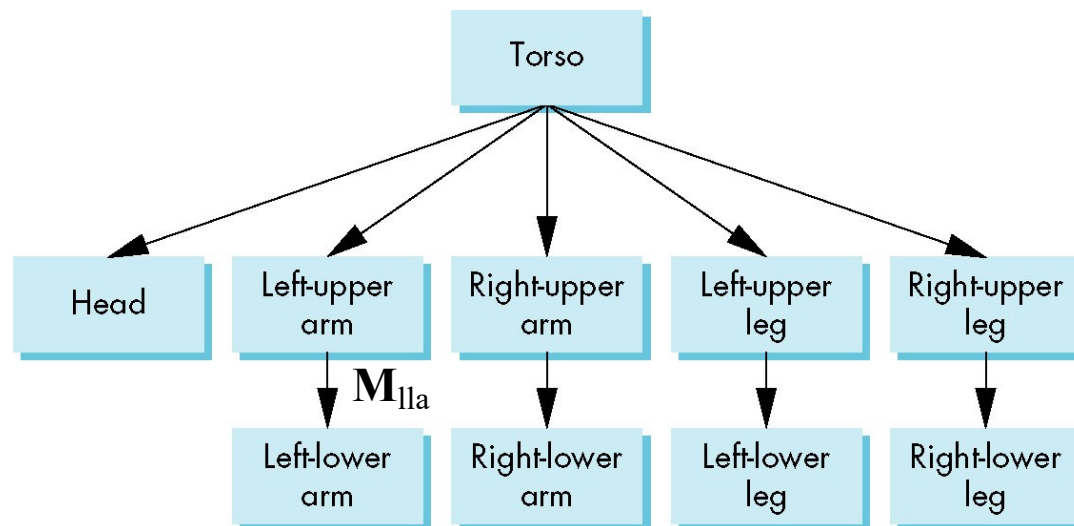 Torso
Head
Left-upper
arm
Right-upper
arm
Left-upper
leg
Right-upper
leg
Mlla
Left-lower
arm
Right-lower
arm
Left-lower
leg
Right-lower
leg